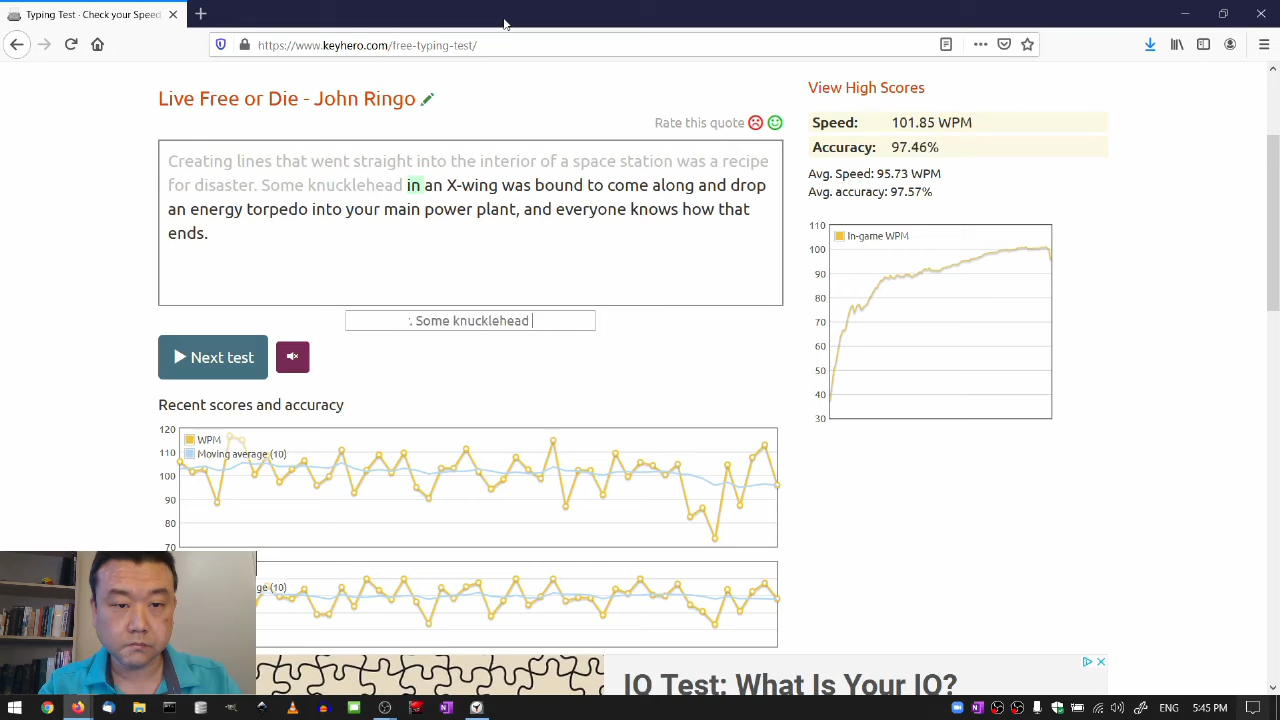 Typing Test - Check your Speed
https://www.keyhero.com/free-typing-test/
Live Free or Die - John Ringo
Rate this quote
Creating lines that went straight into the interior of a space station was a recipe
for disaster. Some knucklehead in an X-wing was bound to come along and drop
an energy torpedo into your main power plant, and everyone knows how that
ends.
. Some knucklehead
Next test
View High Scores
Speed: 101.85 WPM
Accuracy: 97.46%
Avg. Speed: 95.73 WPM
Avg. accuracy: 97.57%
110
In-game WPM
100
90
80
70
60
50
40
30
Recent scores and accuracy
120
WPM
Moving average (10)
110
100
90
80
70
ge (10)
IQ Test: What Is Your IQ?
ENG
5:45 PM